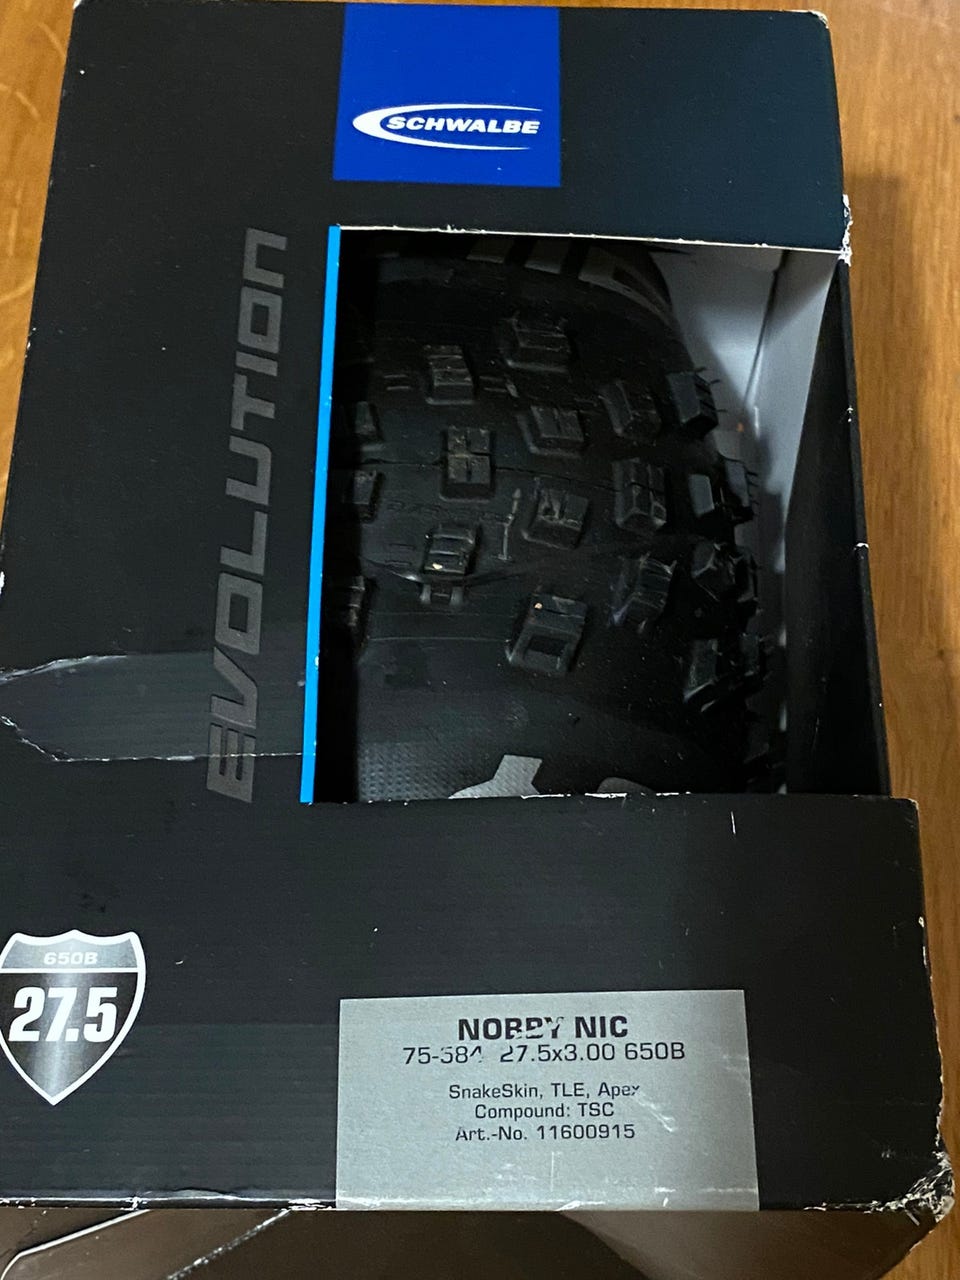 SCHWALBE
EVOLUTION
650B
27.5
NOBBY NIC
75-584 27.5x3.00 650B
SnakeSkin, TLE, Apex
Compound: TSC
Art.-No. 11600915